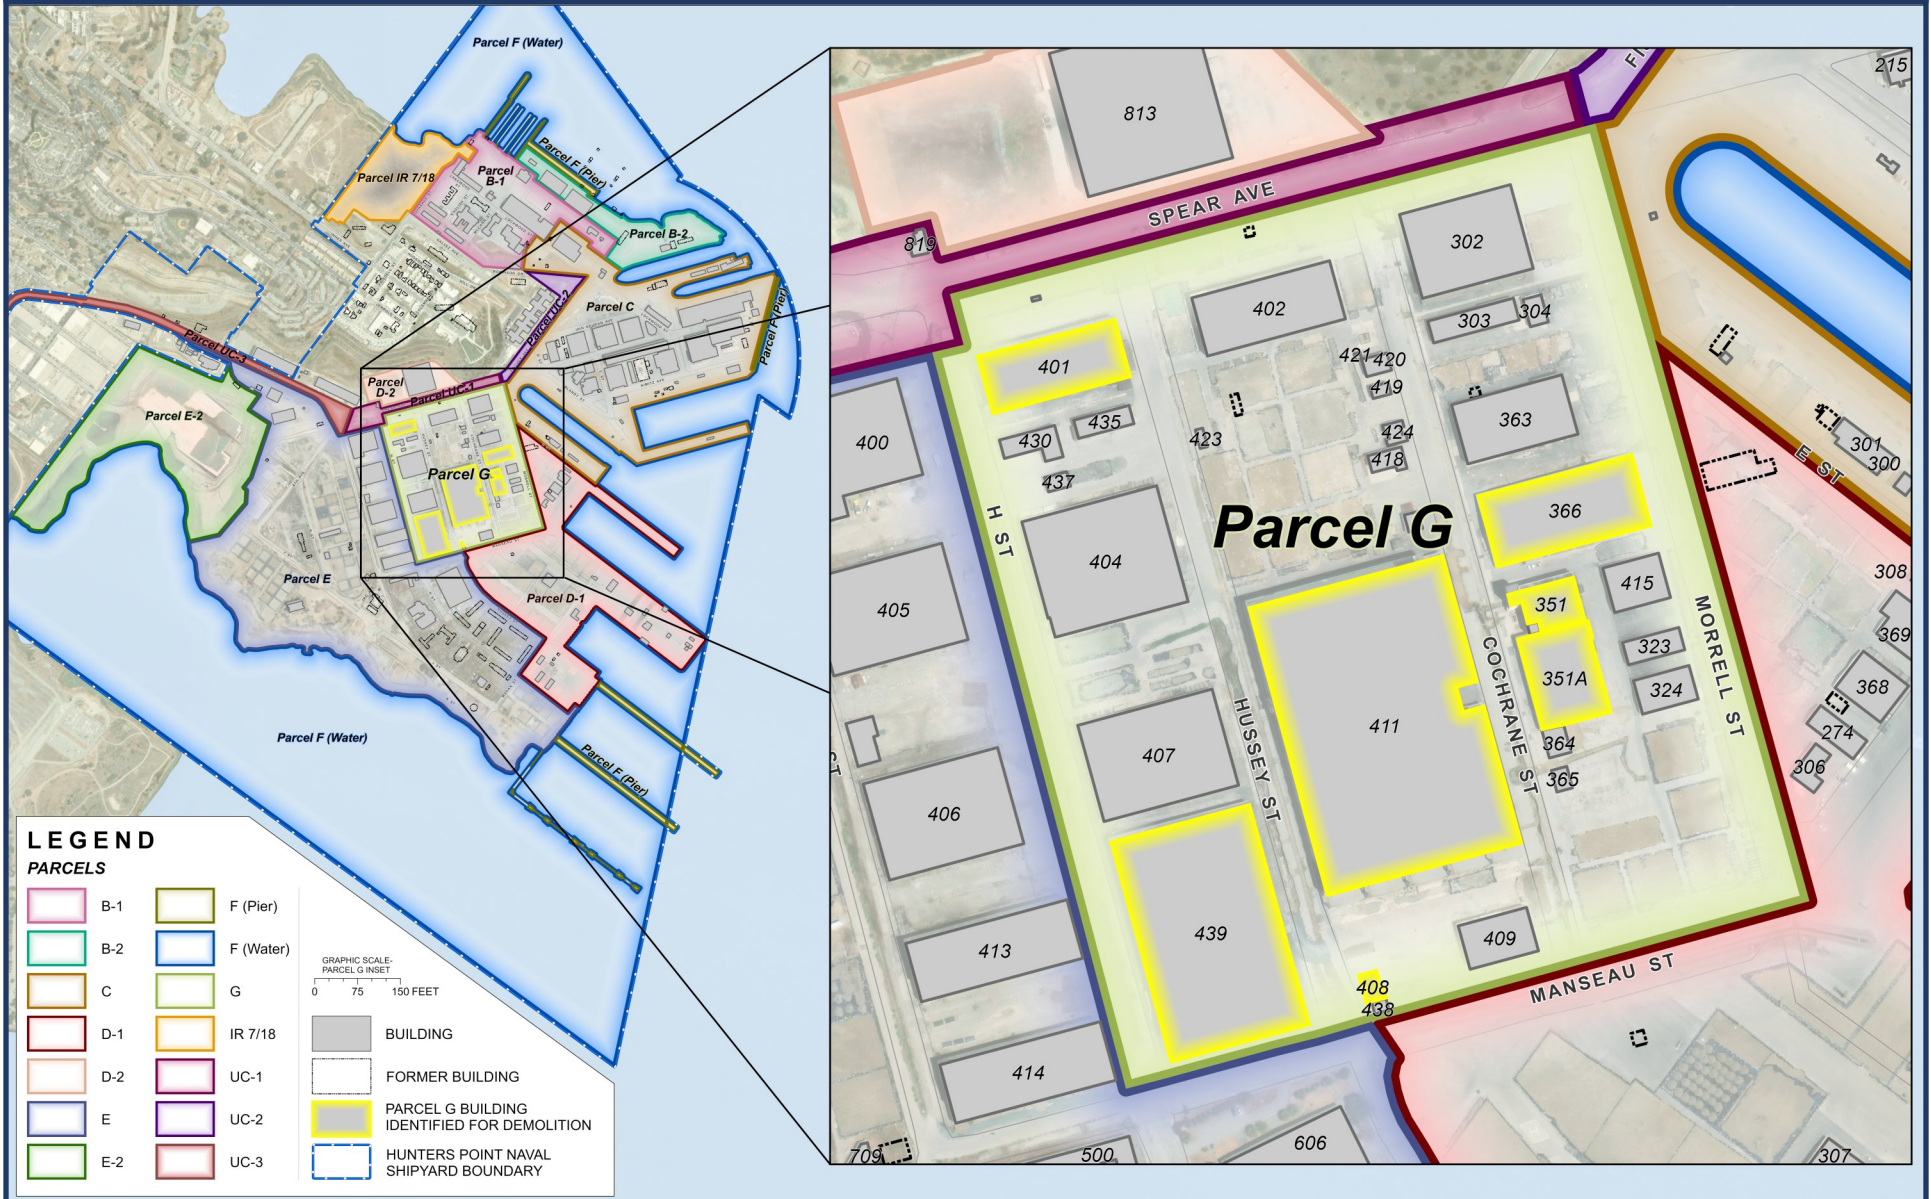 Parcel F (Water)
Parcel F (Pier)
Parcel IR 7/18
Parcel
B-1
Parcel B-2
Parcel UC-2
Parcel C
Parcel F (Pier)
Parcel UC-3
Parcel
D-2
Parcel UC-1
Parcel E-2
Parcel G
Parcel E
Parcel D-1
Parcel F (Water)
Parcel F (Pier)
LEGEND
PARCELS
B-1
B-2
C
D-1
D-2
E
E-2
F (Pier)
F (Water)
G
IR 7/18
UC-1
UC-2
UC-3
GRAPHIC SCALE-
PARCEL G INSET
0 75 150 FEET
BUILDING
FORMER BUILDING
PARCEL G BUILDING
IDENTIFIED FOR DEMOLITION
HUNTERS POINT NAVAL
SHIPYARD BOUNDARY
813
FI
215
SPEAR AVE
819
302
402
303
304
401
421
420
419
363
435
430
400
423
424
418
437
301
300
E ST
H ST
Parcel G
366
404
405
351
415
308
369
323
351A
324
368
MORRELL ST
COCHRANE ST
HUSSEY ST
411
407
364
365
274
306
ST
406
439
413
409
408
438
MANSEAU ST
414
709
500
606
307